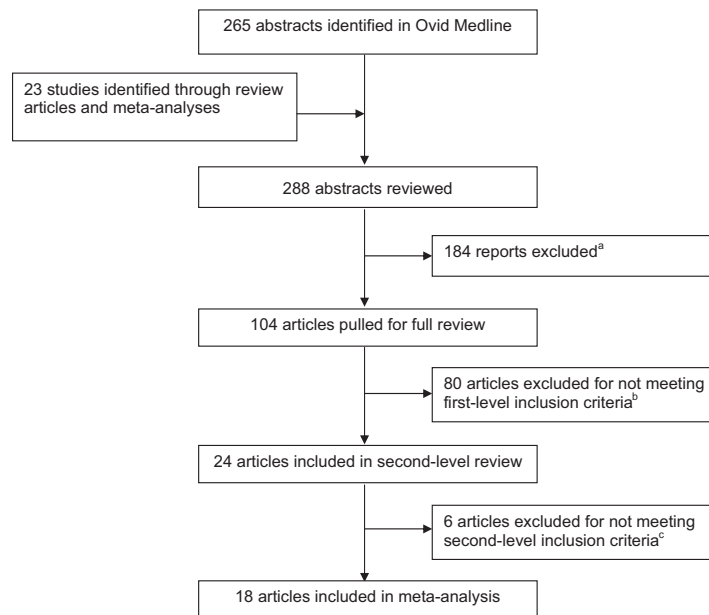 265 abstracts identified in Ovid Medline
23 studies identified through review
articles and meta-analyses
288 abstracts reviewed
184 reports excludedᵃ
104 articles pulled for full review
80 articles excluded for not meeting
first-level inclusion criteriaᵇ
24 articles included in second-level review
6 articles excluded for not meeting
second-level inclusion criteriaᶜ
18 articles included in meta-analysis